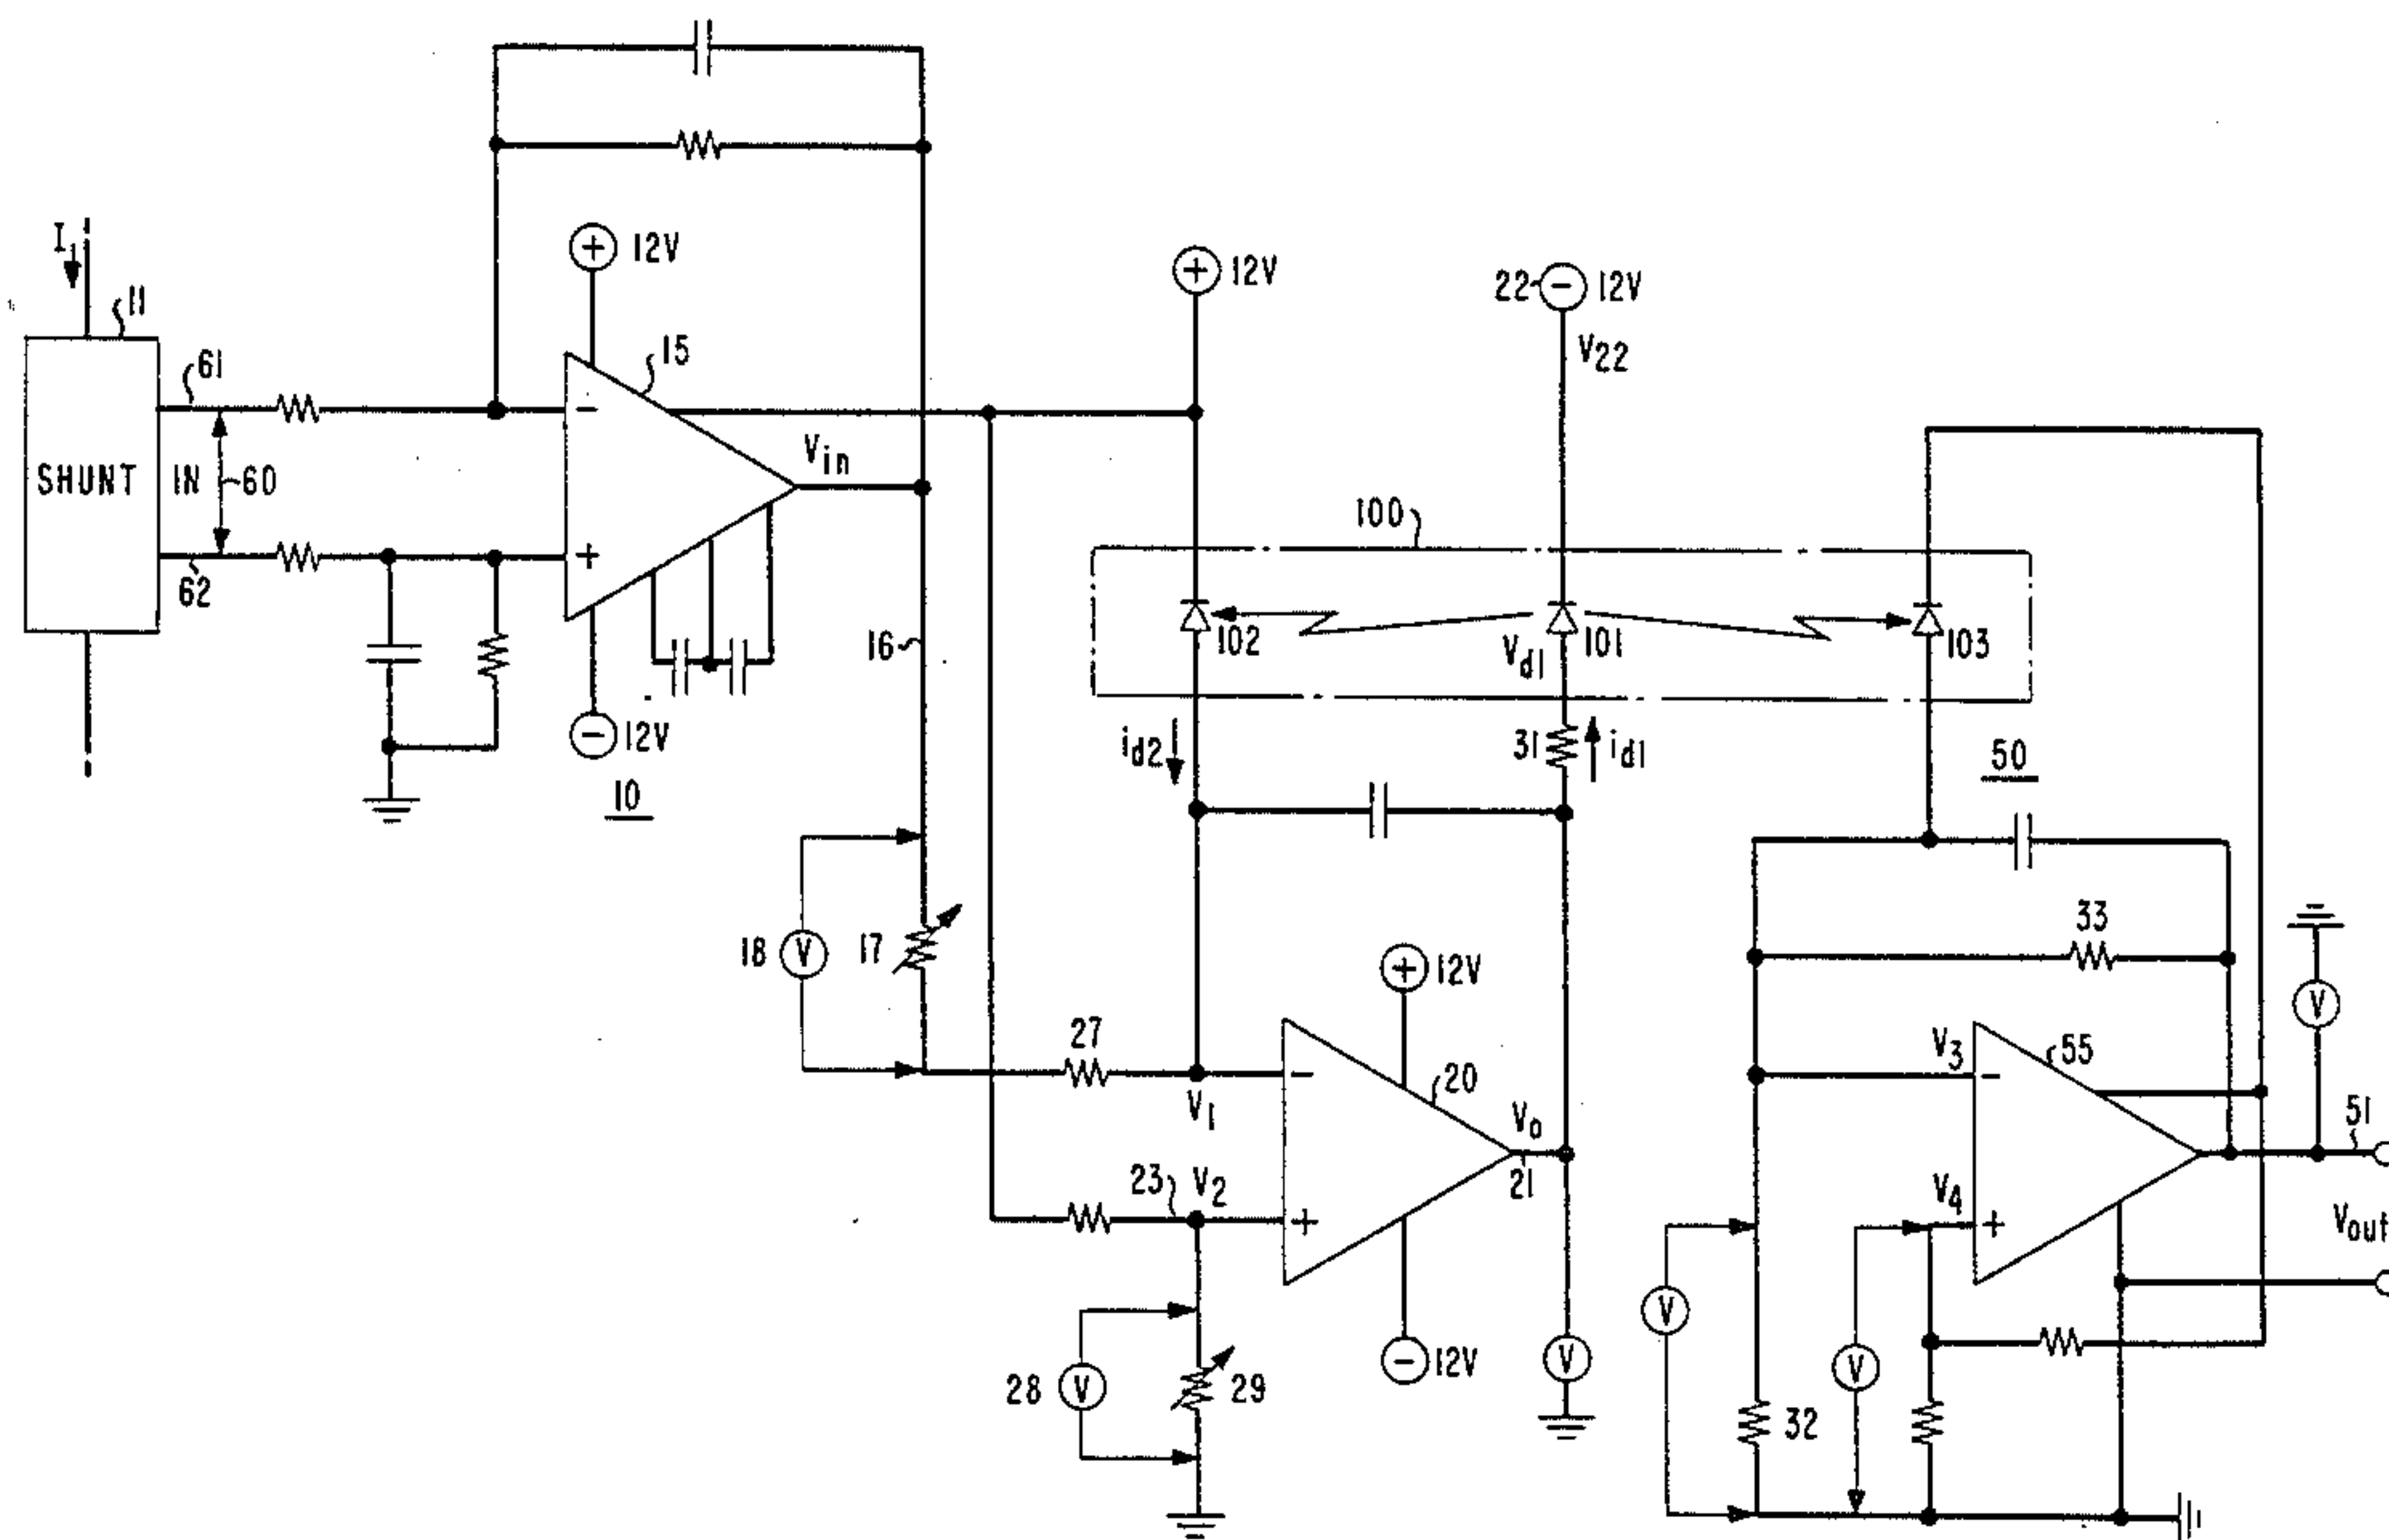 I
11
12V
12V
22
12V
V22
61
15
SHUNT
IN
60
Vin
62
100
16
102
Vd1
101
103
12V
10
id2
31
id1
50
18
17
12V
33
27
V1
20
V3
55
23
V2
Vo
21
V4
51
Vout
28
29
12V
32
V
V
V
V
V
V
+
-
+
-
+
-
+
-
+
-
+
-